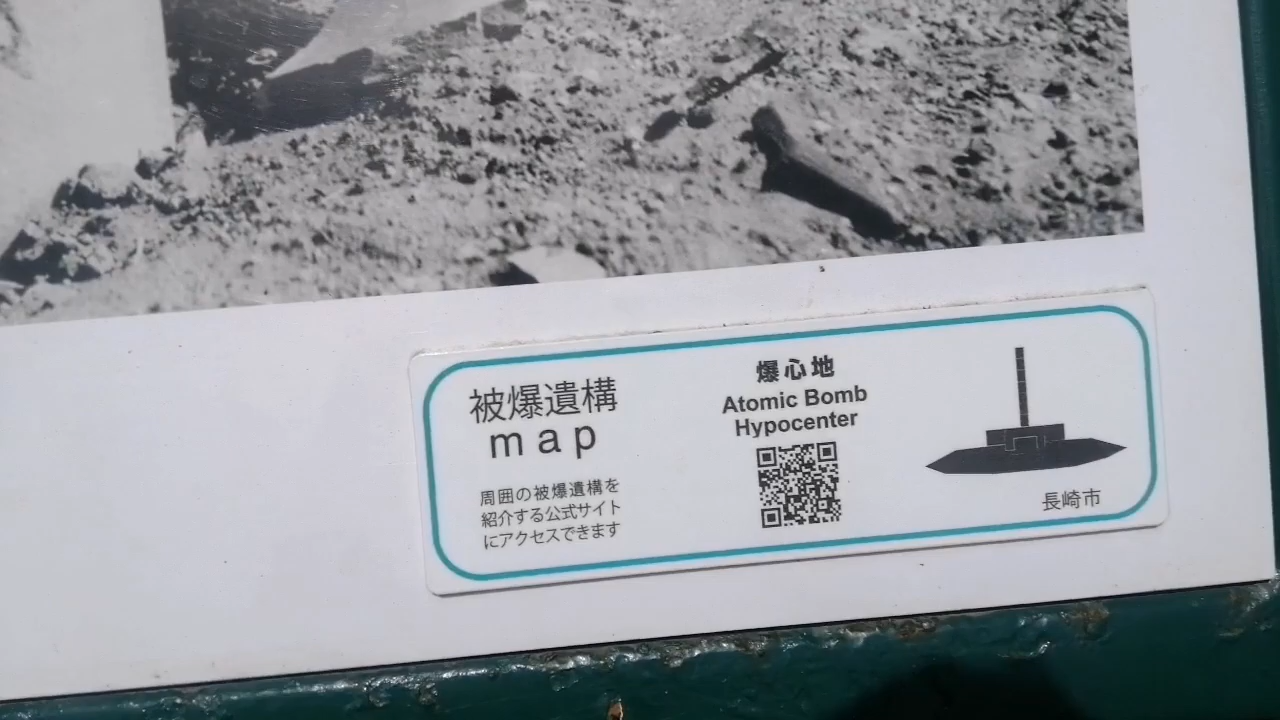 被爆遺構
map
周囲の被爆遺構を
紹介する公式サイト
にアクセスできます
爆心地
Atomic Bomb
Hypocenter
長崎市